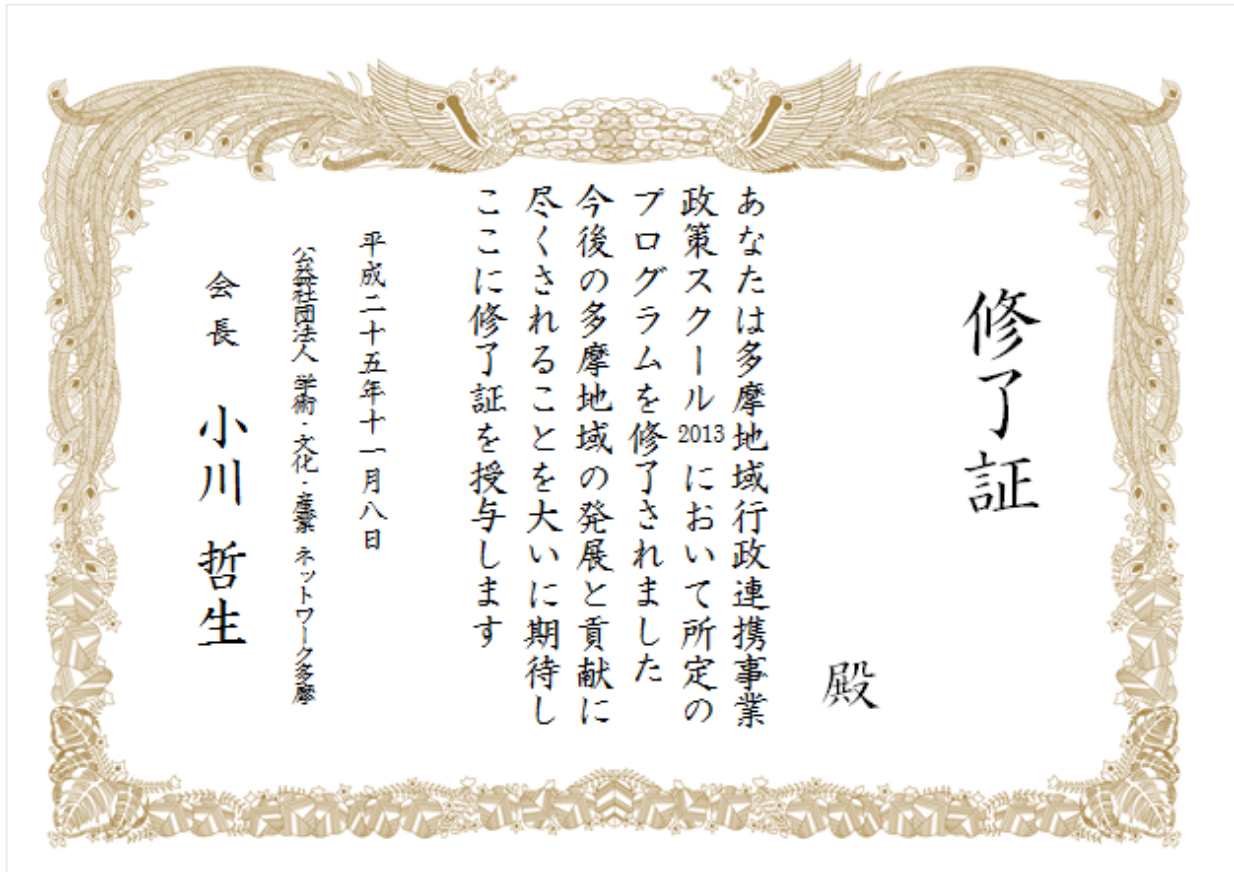 修了証
殿
あなたは多摩地域行政連携事業
政策スクール2013において所定の
プログラムを修了されました
今後の多摩地域の発展と貢献に
尽くされることを大いに期待し
ここに修了証を授与します
平成二十五年十一月八日
公益社団法人 学術・文化・産業 ネットワーク多摩
会長 小川 哲生